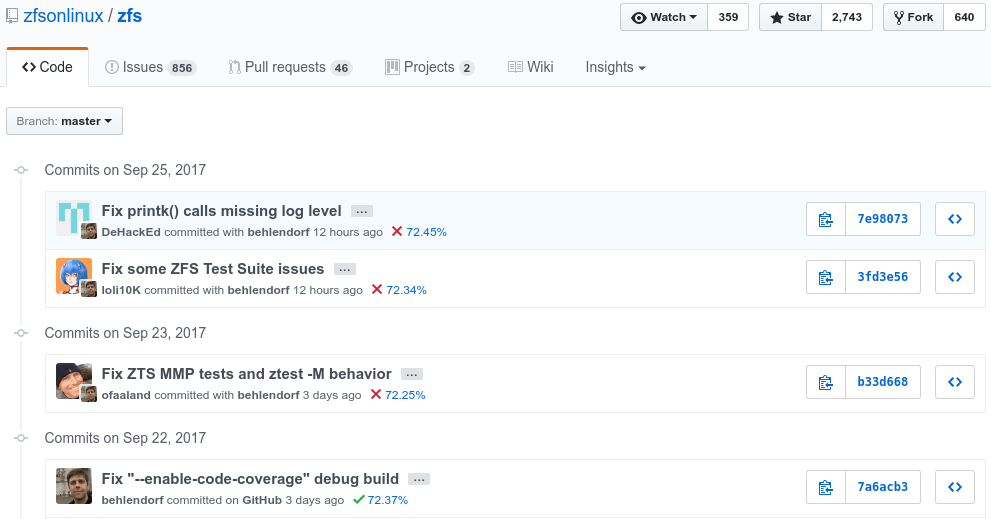 zfsonlinux / zfs
Watch 359 Star 2,743 Fork 640
Code Issues 856 Pull requests 46 Projects 2 Wiki Insights
Branch: master
Commits on Sep 25, 2017
Fix printk() calls missing log level ...
DeHackEd committed with behlendorf 12 hours ago 72.45%
7e98073
Fix some ZFS Test Suite issues ...
loli10K committed with behlendorf 12 hours ago 72.34%
3fd3e56
Commits on Sep 23, 2017
Fix ZTS MMP tests and ztest -M behavior ...
ofaaland committed with behlendorf 3 days ago 72.25%
b33d668
Commits on Sep 22, 2017
Fix "--enable-code-coverage" debug build ...
behlendorf committed on GitHub 3 days ago 72.37%
7a6acb3